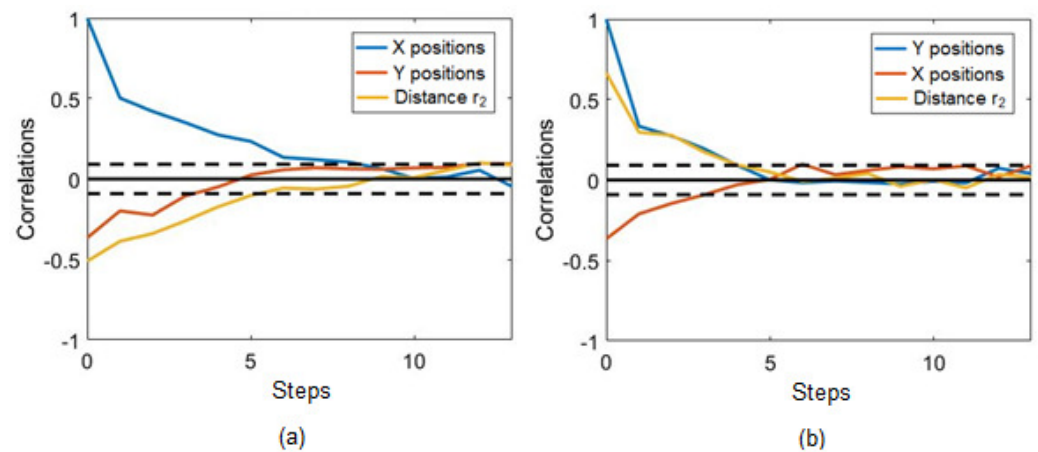 1
0.5
0
-0.5
-1
Correlations
X positions
Y positions
Distance r₂
0
5
10
Steps
(a)
1
0.5
0
-0.5
-1
Correlations
Y positions
X positions
Distance r₂
0
5
10
Steps
(b)